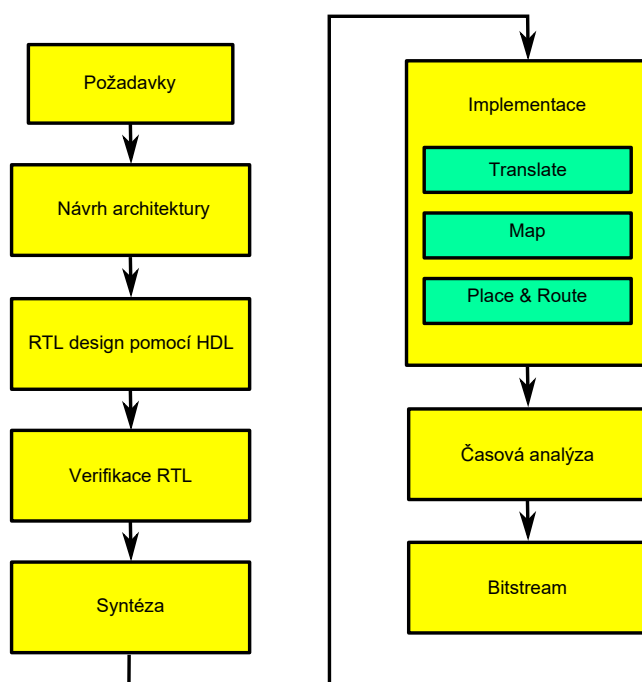 Požadavky
Návrh architektury
RTL design pomocí HDL
Verifikace RTL
Syntéza
Implementace
Translate
Map
Place & Route
Časová analýza
Bitstream